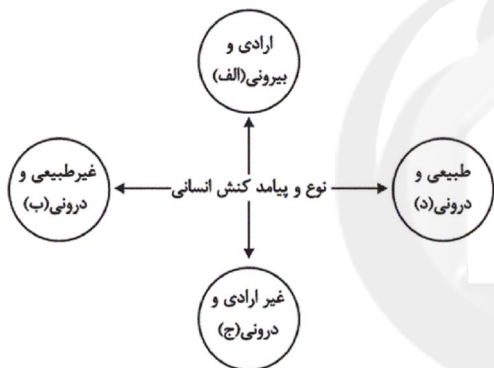 ارادی و
بیرونی(الف)
طبیعی و
درونی(د)
نوع و پیامد کنش انسانی
غیرطبیعی و
درونی(ب)
غیر ارادی و
درونی(ج)